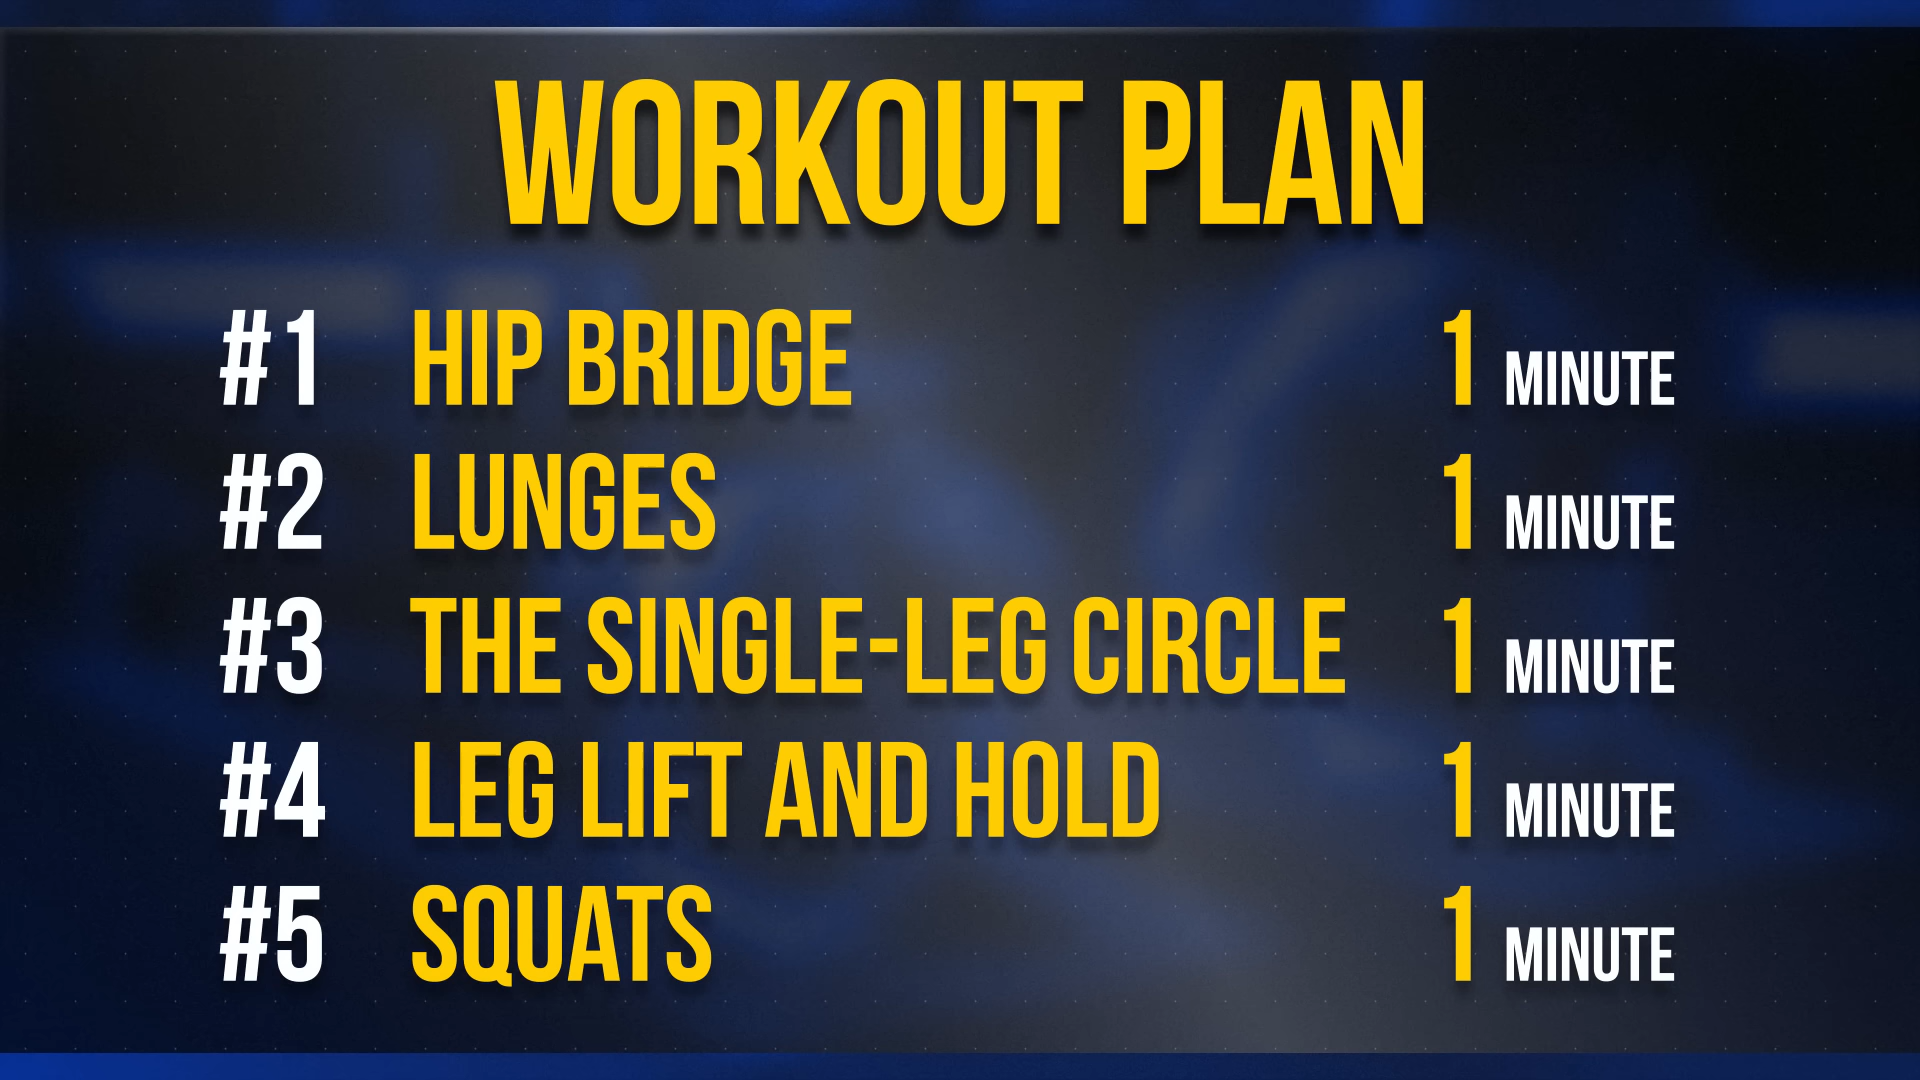 WORKOUT PLAN
#1 HIP BRIDGE 1 MINUTE
#2 LUNGES 1 MINUTE
#3 THE SINGLE-LEG CIRCLE 1 MINUTE
#4 LEG LIFT AND HOLD 1 MINUTE
#5 SQUATS 1 MINUTE